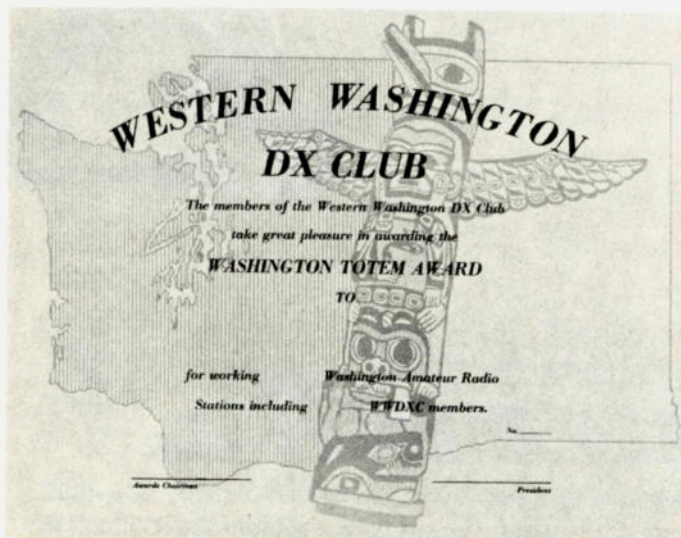 WESTERN WASHINGTON
DX CLUB
The members of the Western Washington DX Club
take great pleasure in awarding the
WASHINGTON TOTEM AWARD
TO
for working Washington Amateur Radio
Stations including WWDXC members.
No.
Awards Chairman President